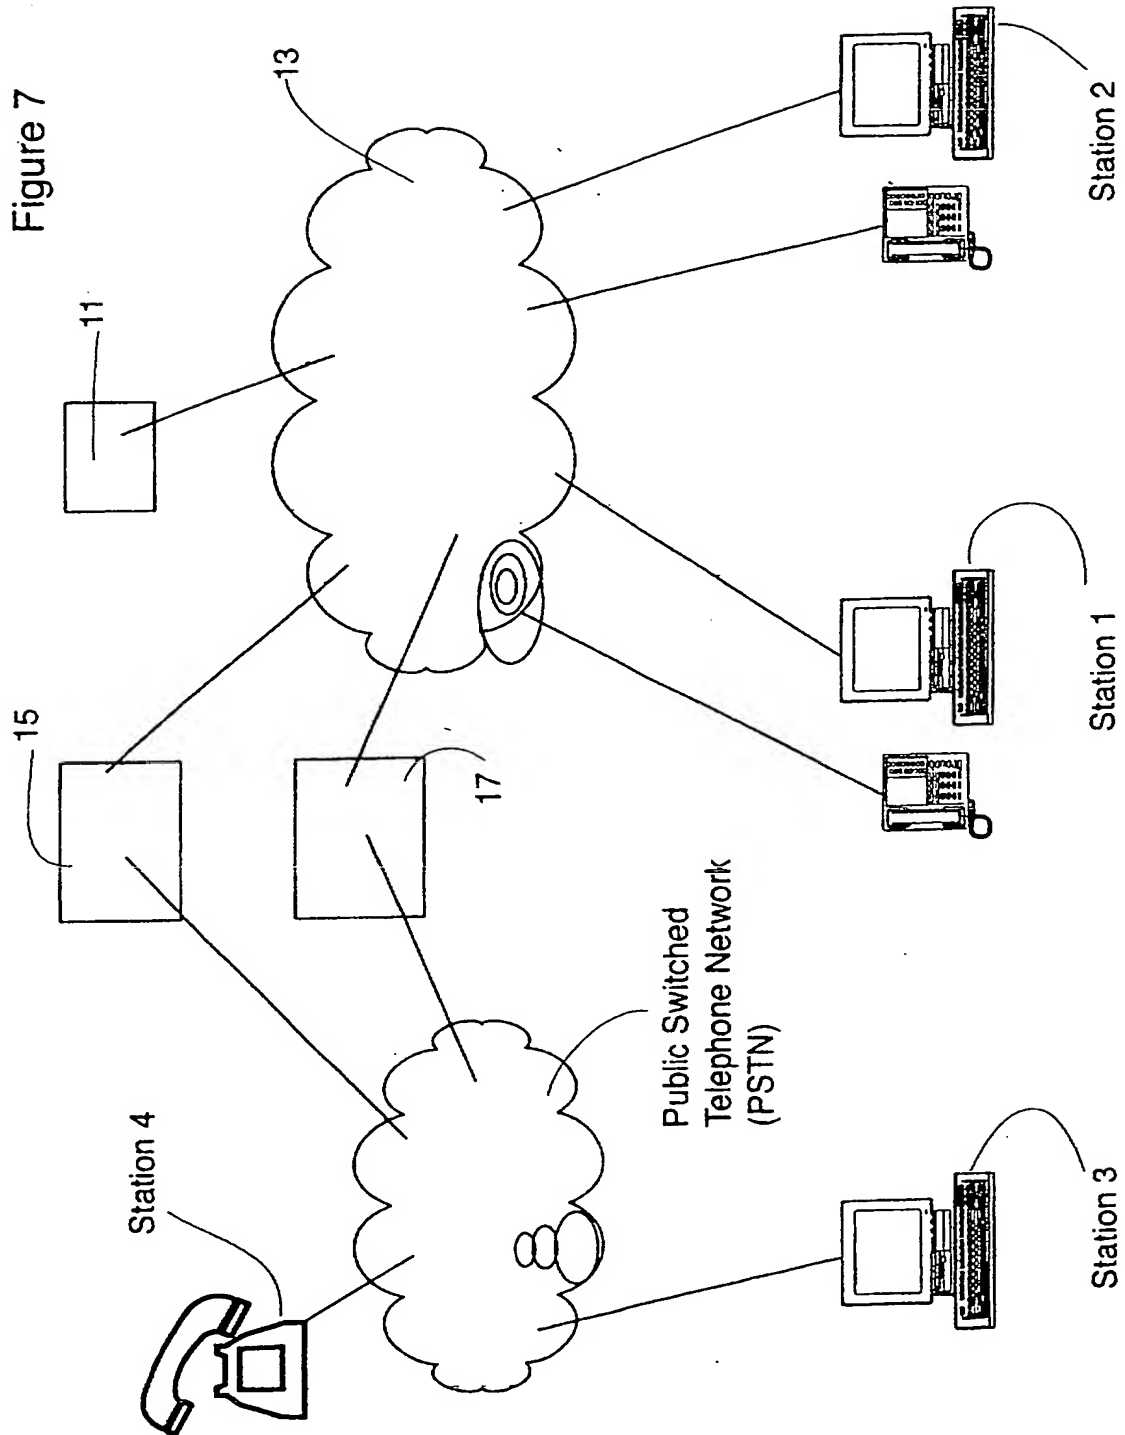 Figure 7
15
11
13
17
Station 4
Public Switched
Telephone Network
(PSTN)
Station 3
Station 1
Station 2